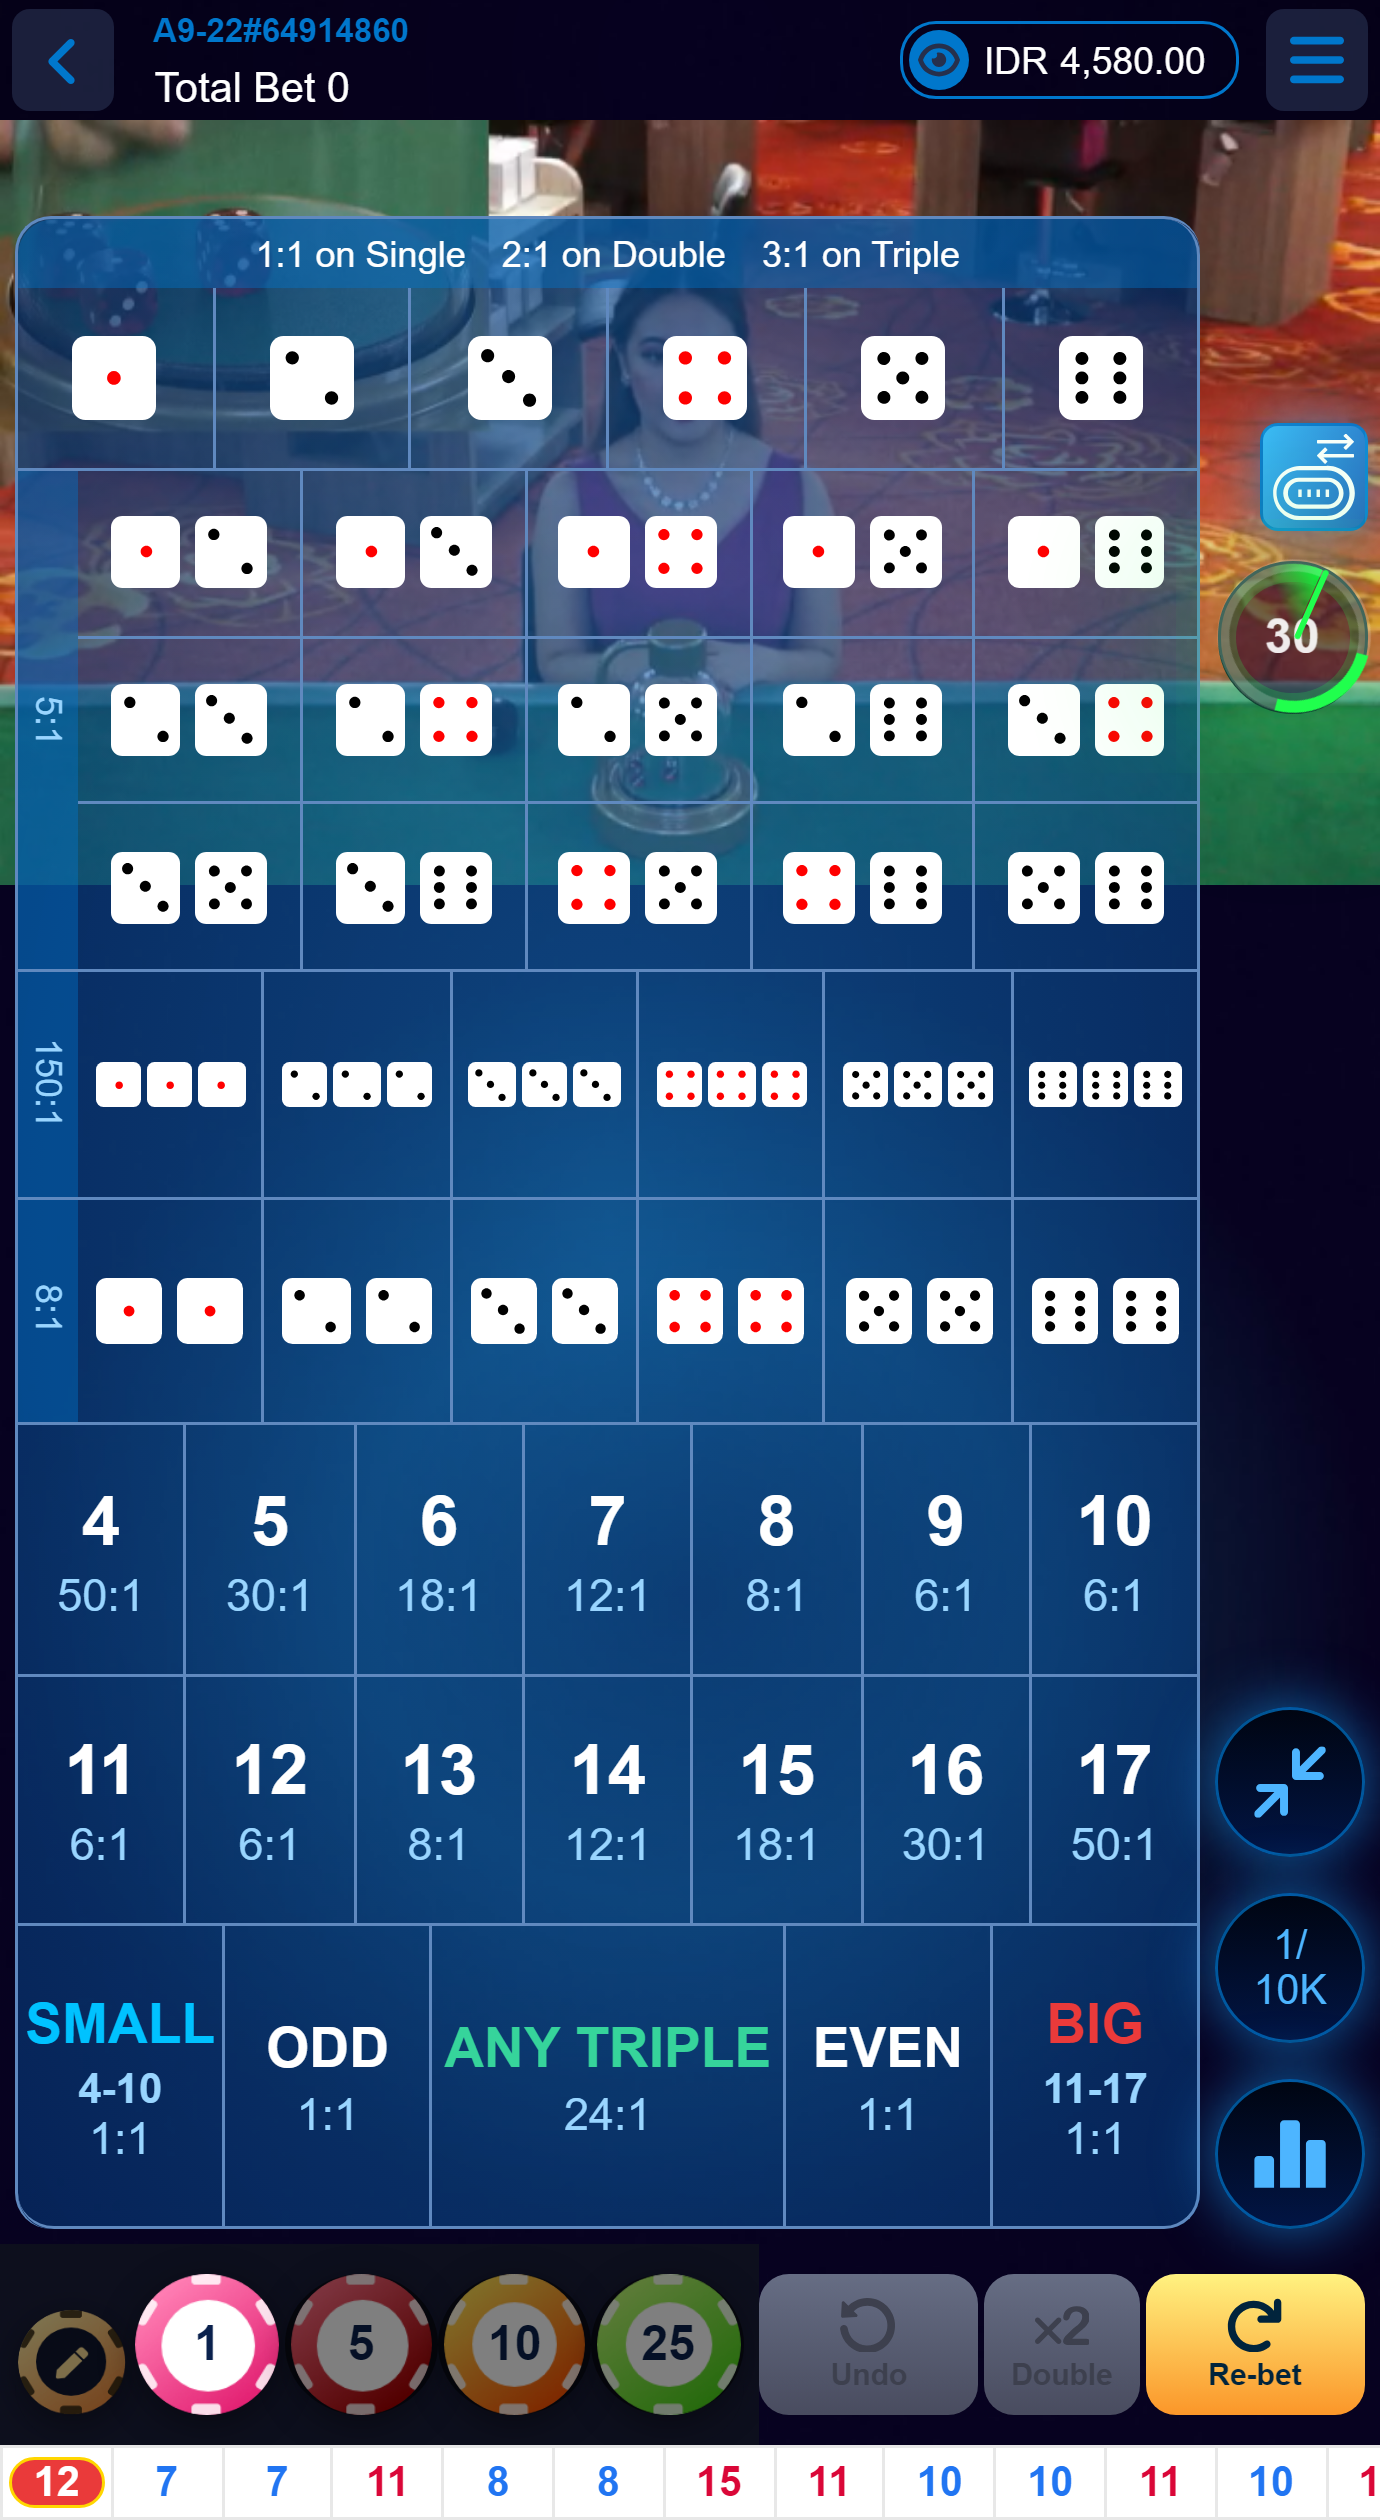 A9-22#64914860
Total Bet 0
IDR 4,580.00
1:1 on Single 2:1 on Double 3:1 on Triple
30
5:1
150:1
8:1
4 5 6 7 8 9 10
50:1 30:1 18:1 12:1 8:1 6:1 6:1
11 12 13 14 15 16 17
6:1 6:1 8:1 12:1 18:1 30:1 50:1
SMALL
4-10
1:1
ODD
1:1
ANY TRIPLE
24:1
EVEN
1:1
BIG
11-17
1:1
1/
10K
1 5 10 25
Undo
x2
Double
Re-bet
12 7 7 11 8 8 15 11 10 10 11 10